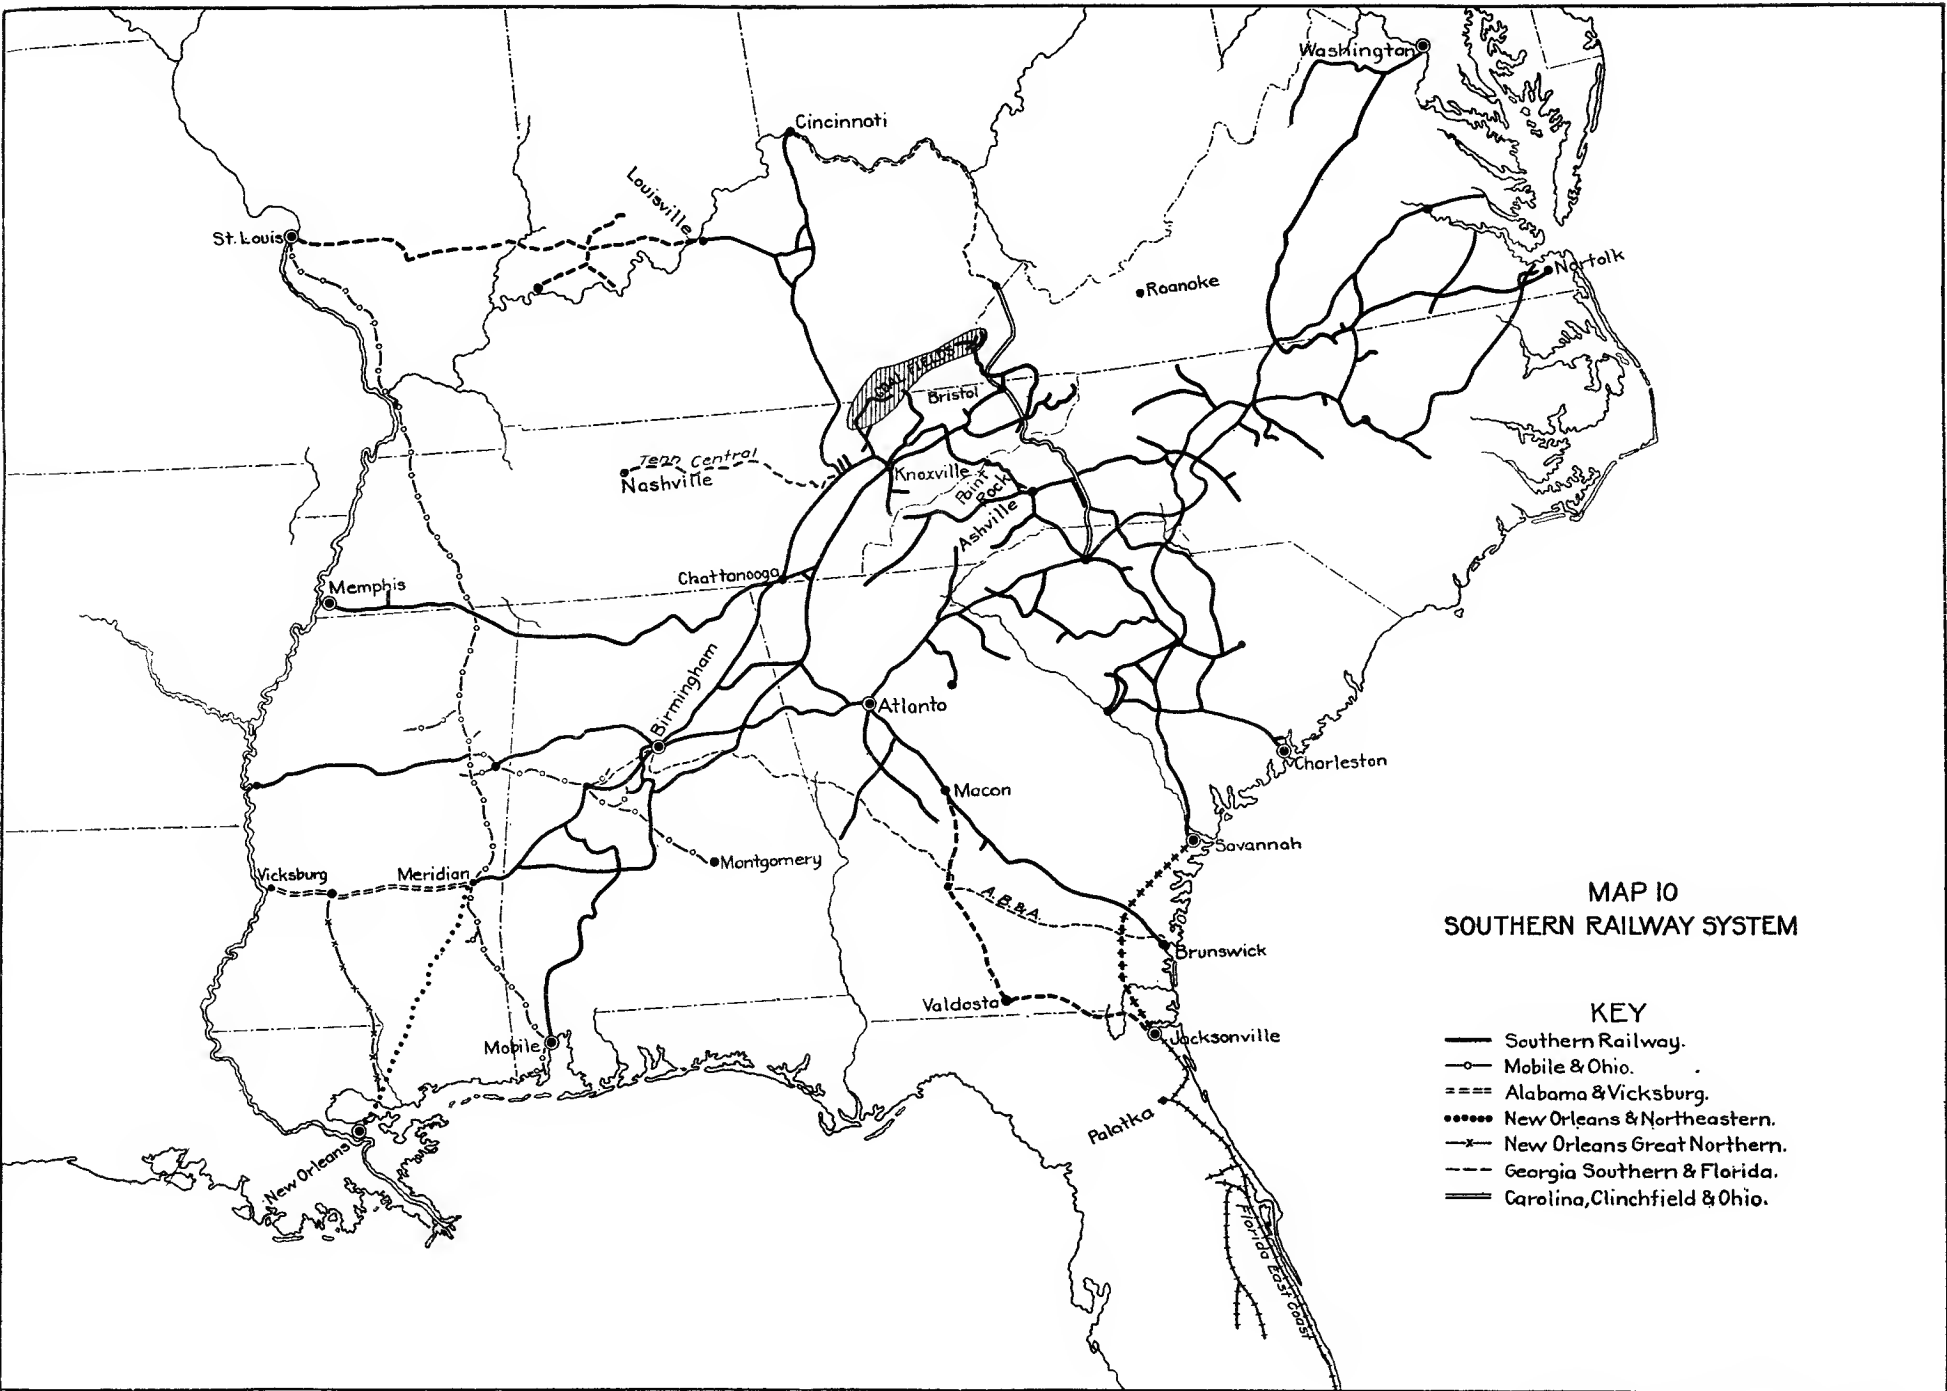 Washington
Cincinnati
Louisville
St. Louis
Norfolk
Roanoke
COAL FIELDS
Bristol
Tenn Central
Nashville
Knoxville
Paint
Rock
Ashville
Chattanooga
Memphis
Birmingham
Atlanta
Charleston
Macon
Savannah
Montgomery
Vicksburg
Meridian
A.B.&A.
Brunswick
Valdosta
Jacksonville
Mobile
Palatka
New Orleans
Florida East Coast
MAP 10
SOUTHERN RAILWAY SYSTEM
KEY
Southern Railway.
Mobile & Ohio.
Alabama & Vicksburg.
New Orleans & Northeastern.
New Orleans Great Northern.
Georgia Southern & Florida.
Carolina, Clinchfield & Ohio.